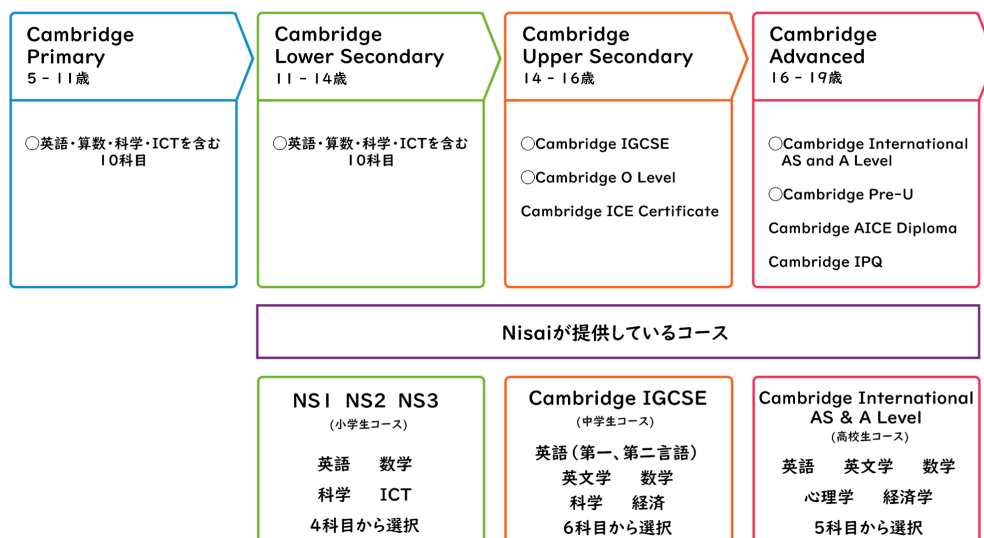 Cambridge
Primary
5 - 11歳
○英語・算数・科学・ICTを含む
10科目
Cambridge
Lower Secondary
11 - 14歳
○英語・算数・科学・ICTを含む
10科目
Cambridge
Upper Secondary
14 - 16歳
○Cambridge IGCSE
○Cambridge O Level
Cambridge ICE Certificate
Cambridge
Advanced
16 - 19歳
○Cambridge International
AS and A Level
○Cambridge Pre-U
Cambridge AICE Diploma
Cambridge IPQ
Nisaiが提供しているコース
NS1 NS2 NS3
(小学生コース)
英語 数学
科学 ICT
4科目から選択
Cambridge IGCSE
(中学生コース)
英語(第一、第二言語)
英文学 数学
科学 経済
6科目から選択
Cambridge International
AS & A Level
(高校生コース)
英語 英文学 数学
心理学 経済学
5科目から選択